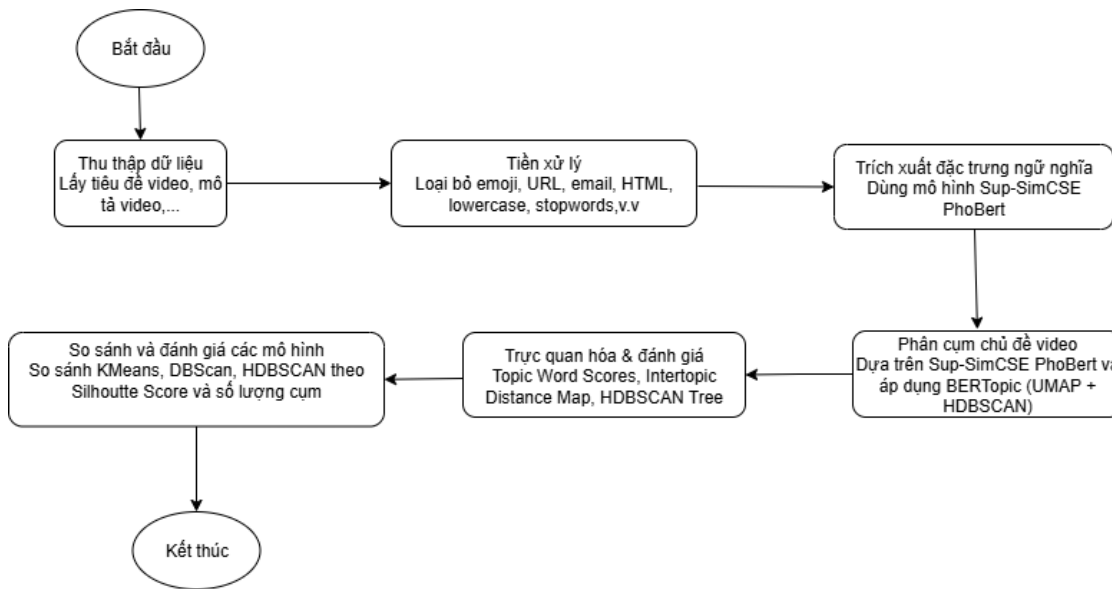 Bắt đầu
Thu thập dữ liệu
Lấy tiêu đề video, mô
tả video,...
Tiền xử lý
Loại bỏ emoji, URL, email, HTML,
lowercase, stopwords,v.v
Trích xuất đặc trưng ngữ nghĩa
Dùng mô hình Sup-SimCSE
PhoBert
Phân cụm chủ đề video
Dựa trên Sup-SimCSE PhoBert và
áp dụng BERTopic (UMAP +
HDBSCAN)
Trực quan hóa & đánh giá
Topic Word Scores, Intertopic
Distance Map, HDBSCAN Tree
So sánh và đánh giá các mô hình
So sánh KMeans, DBScan, HDBSCAN theo
Silhoutte Score và số lượng cụm
Kết thúc